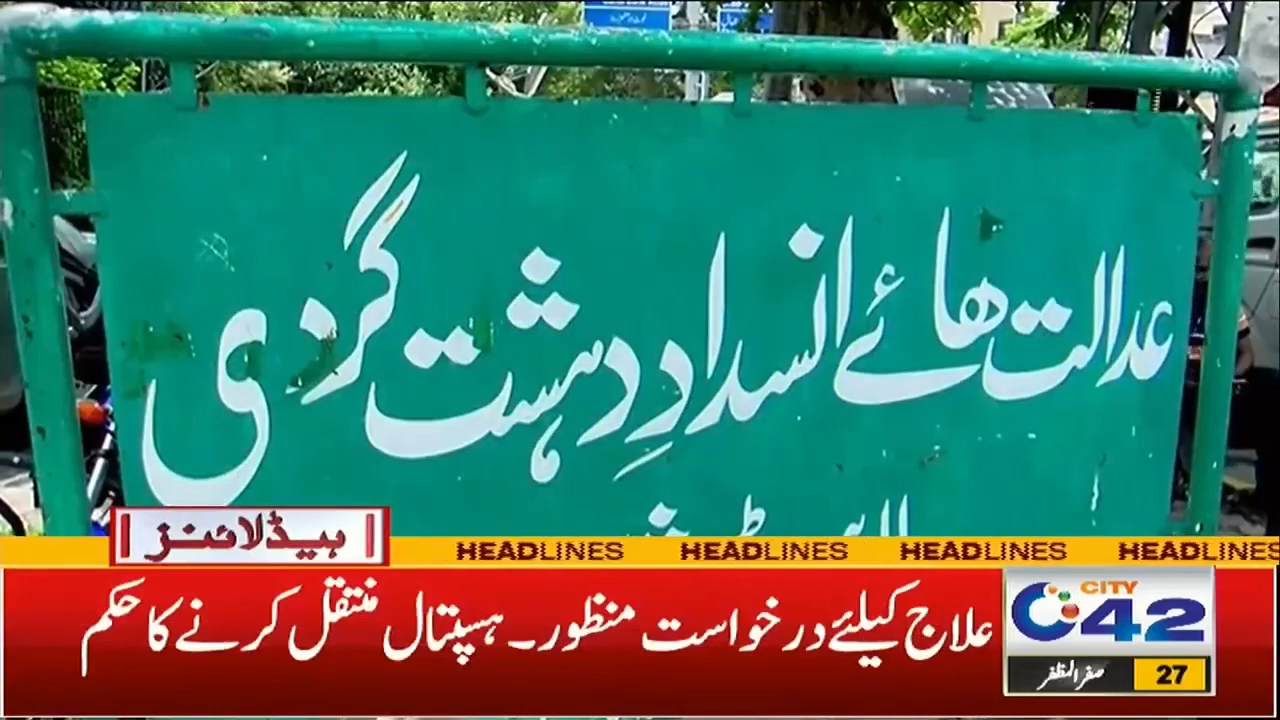 عدالت ھائے انسدادِ دہشت گردی
ہیڈلائنز
HEADLINES HEADLINES HEADLINES HEADLINES
علاج کیلئے درخواست منظور۔ ہسپتال منتقل کرنے کا حکم
CITY
42
صفر المظفر 27